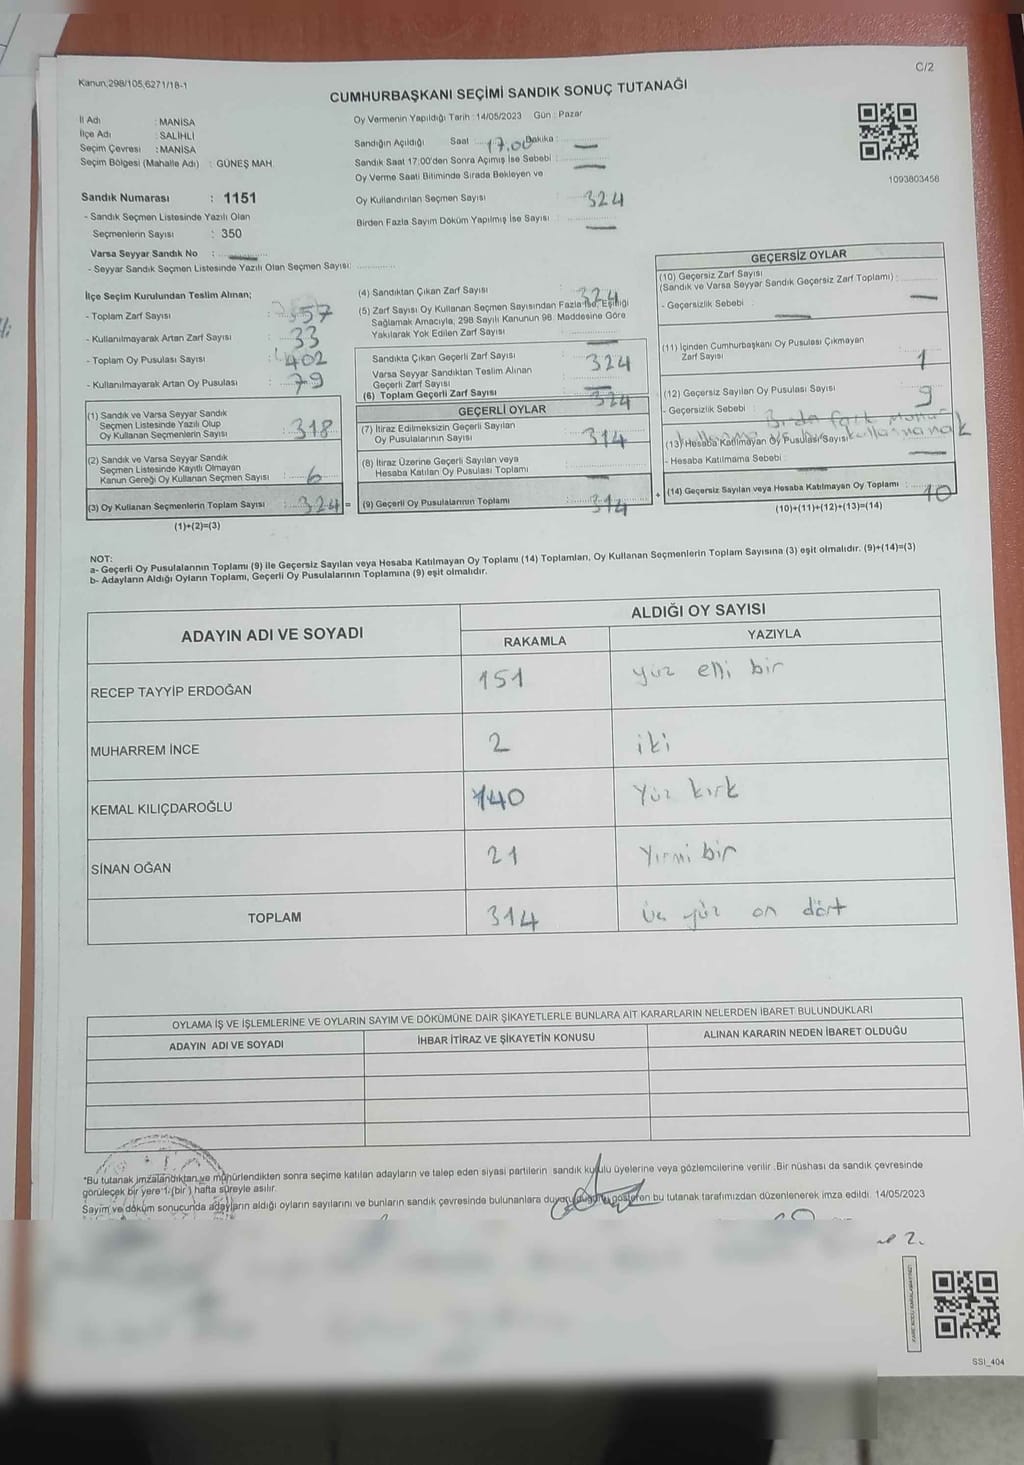 C/2
Kanun;298/105,6271/18-1
CUMHURBAŞKANI SEÇİMİ SANDIK SONUÇ TUTANAĞI
İl Adı : MANİSA
İlçe Adı : SALİHLİ
Seçim Çevresi : MANİSA
Seçim Bölgesi (Mahalle Adı) : GÜNEŞ MAH.
Oy Vermenin Yapıldığı Tarih : 14/05/2023 Gün : Pazar
Sandığın Açıldığı Saat 17.00 Dakika : —
Sandık Saat 17:00'den Sonra Açımış İse Sebebi : —
Oy Verme Saati Bitiminde Sırada Bekleyen ve
Oy Kullandırılan Seçmen Sayısı 324
Birden Fazla Sayım Döküm Yapılmış İse Sayısı —
1093803456
Sandık Numarası : 1151
- Sandık Seçmen Listesinde Yazılı Olan
Seçmenlerin Sayısı : 350
Varsa Seyyar Sandık No : —
- Seyyar Sandık Seçmen Listesinde Yazılı Olan Seçmen Sayısı:
İlçe Seçim Kurulundan Teslim Alınan;
- Toplam Zarf Sayısı : 357
- Kullanılmayarak Artan Zarf Sayısı : 33
- Toplam Oy Pusulası Sayısı : 402
- Kullanılmayarak Artan Oy Pusulası : 79
(1) Sandık ve Varsa Seyyar Sandık
Seçmen Listesinde Yazılı Olup
Oy Kullanan Seçmenlerin Sayısı : 318
(2) Sandık ve Varsa Seyyar Sandık
Seçmen Listesinde Kayıtlı Olmayan
Kanun Gereği Oy Kullanan Seçmen Sayısı : 6
(3) Oy Kullanan Seçmenlerin Toplam Sayısı : 324 =
(1)+(2)=(3)
(4) Sandıktan Çıkan Zarf Sayısı : 324
(5) Zarf Sayısı Oy Kullanan Seçmen Sayısından Fazla İse, Eşitliği
Sağlamak Amacıyla, 298 Sayılı Kanunun 98. Maddesine Göre
Yakılarak Yok Edilen Zarf Sayısı : —
Sandıkta Çıkan Geçerli Zarf Sayısı : 324
Varsa Seyyar Sandıktan Teslim Alınan
Geçerli Zarf Sayısı : —
(6) Toplam Geçerli Zarf Sayısı : 324
GEÇERLİ OYLAR
(7) İtiraz Edilmeksizin Geçerli Sayılan
Oy Pusulalarının Sayısı : 314
(8) İtiraz Üzerine Geçerli Sayılan veya
Hesaba Katılan Oy Pusulası Toplamı : —
(9) Geçerli Oy Pusulalarının Toplamı : 314 +
GEÇERSİZ OYLAR
(10) Geçersiz Zarf Sayısı
(Sandık ve Varsa Seyyar Sandık Geçersiz Zarf Toplamı) : —
- Geçersizlik Sebebi : —
(11) İçinden Cumhurbaşkanı Oy Pusulası Çıkmayan
Zarf Sayısı : 1
(12) Geçersiz Sayılan Oy Pusulası Sayısı : 9
- Geçersizlik Sebebi :
(13) Hesaba Katılmayan Oy Pusulası Sayısı : —
- Hesaba Katılmama Sebebi : —
(14) Geçersiz Sayılan veya Hesaba Katılmayan Oy Toplamı : 10
(10)+(11)+(12)+(13)=(14)
NOT:
a- Geçerli Oy Pusulalarının Toplamı (9) ile Geçersiz Sayılan veya Hesaba Katılmayan Oy Toplamı (14) Toplamları, Oy Kullanan Seçmenlerin Toplam Sayısına (3) eşit olmalıdır. (9)+(14)=(3)
b- Adayların Aldığı Oyların Toplamı, Geçerli Oy Pusulalarının Toplamına (9) eşit olmalıdır.
ADAYIN ADI VE SOYADI
ALDIĞI OY SAYISI
RAKAMLA YAZIYLA
RECEP TAYYİP ERDOĞAN 151 yüz elli bir
MUHARREM İNCE 2 iki
KEMAL KILIÇDAROĞLU 140 Yüz kırk
SİNAN OĞAN 21 Yirmi bir
TOPLAM 314 üç yüz on dört
OYLAMA İŞ VE İŞLEMLERİNE VE OYLARIN SAYIM VE DÖKÜMÜNE DAİR ŞİKAYETLERLE BUNLARA AİT KARARLARIN NELERDEN İBARET BULUNDUKLARI
ADAYIN ADI VE SOYADI İHBAR İTİRAZ VE ŞİKAYETİN KONUSU ALINAN KARARIN NEDEN İBARET OLDUĞU
*Bu tutanak imzalandıktan ve mühürlendikten sonra seçime katılan adayların ve talep eden siyasi partilerin sandık kurulu üyelerine veya gözlemcilerine verilir. Bir nüshası da sandık çevresinde
görülecek bir yere 1 (bir) hafta süreyle asılır.
Sayım ve döküm sonucunda adayların aldığı oyların sayılarını ve bunların sandık çevresinde bulunanlara duyurulduğunu gösteren bu tutanak tarafımızdan düzenlenerek imza edildi. 14/05/2023
SSI_404